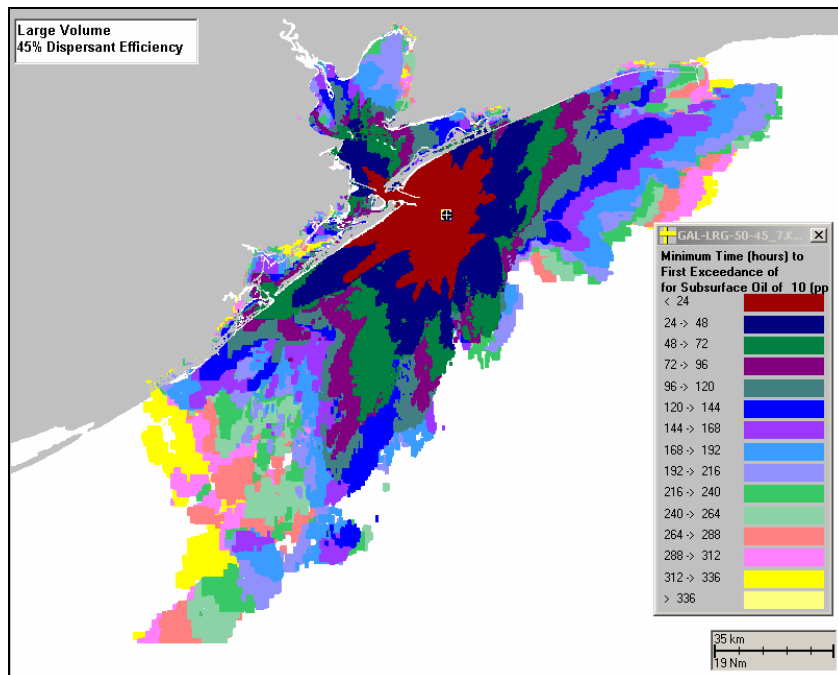 Large Volume
45% Dispersant Efficiency
GAL-LRG-50-45_7.K...
Minimum Time (hours) to
First Exceedance of
for Subsurface Oil of 10 (pp
< 24
24 -> 48
48 -> 72
72 -> 96
96 -> 120
120 -> 144
144 -> 168
168 -> 192
192 -> 216
216 -> 240
240 -> 264
264 -> 288
288 -> 312
312 -> 336
> 336
35 km
19 Nm